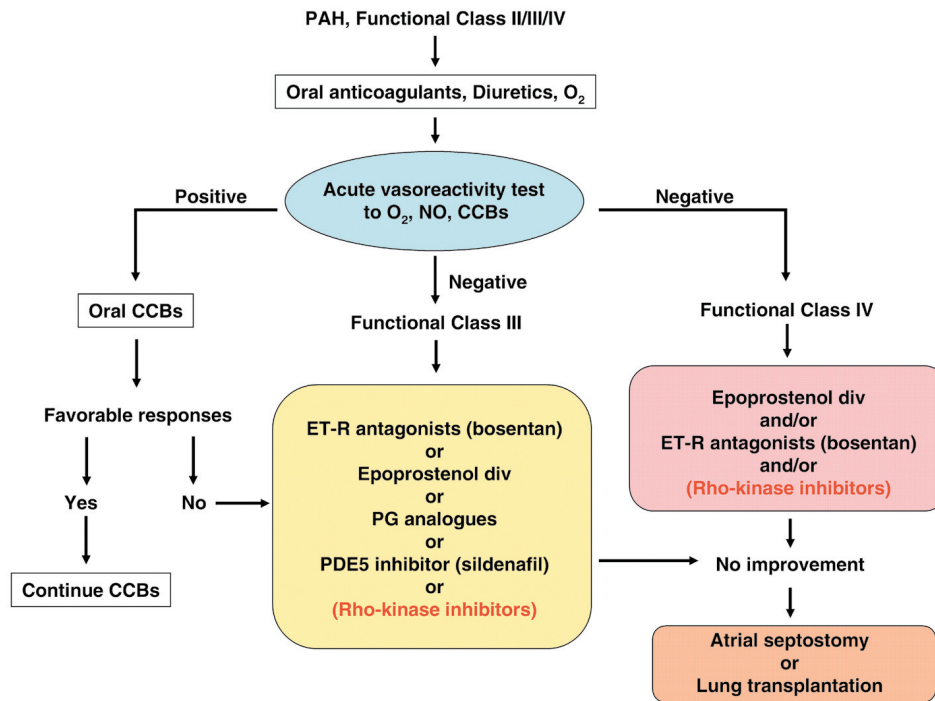 PAH, Functional Class II/III/IV
Oral anticoagulants, Diuretics, O₂
Acute vasoreactivity test
to O₂, NO, CCBs
Positive
Negative
Negative
Oral CCBs
Functional Class III
Functional Class IV
Favorable responses
Yes
No
Continue CCBs
ET-R antagonists (bosentan)
or
Epoprostenol div
or
PG analogues
or
PDE5 inhibitor (sildenafil)
or
(Rho-kinase inhibitors)
Epoprostenol div
and/or
ET-R antagonists (bosentan)
and/or
(Rho-kinase inhibitors)
No improvement
Atrial septostomy
or
Lung transplantation